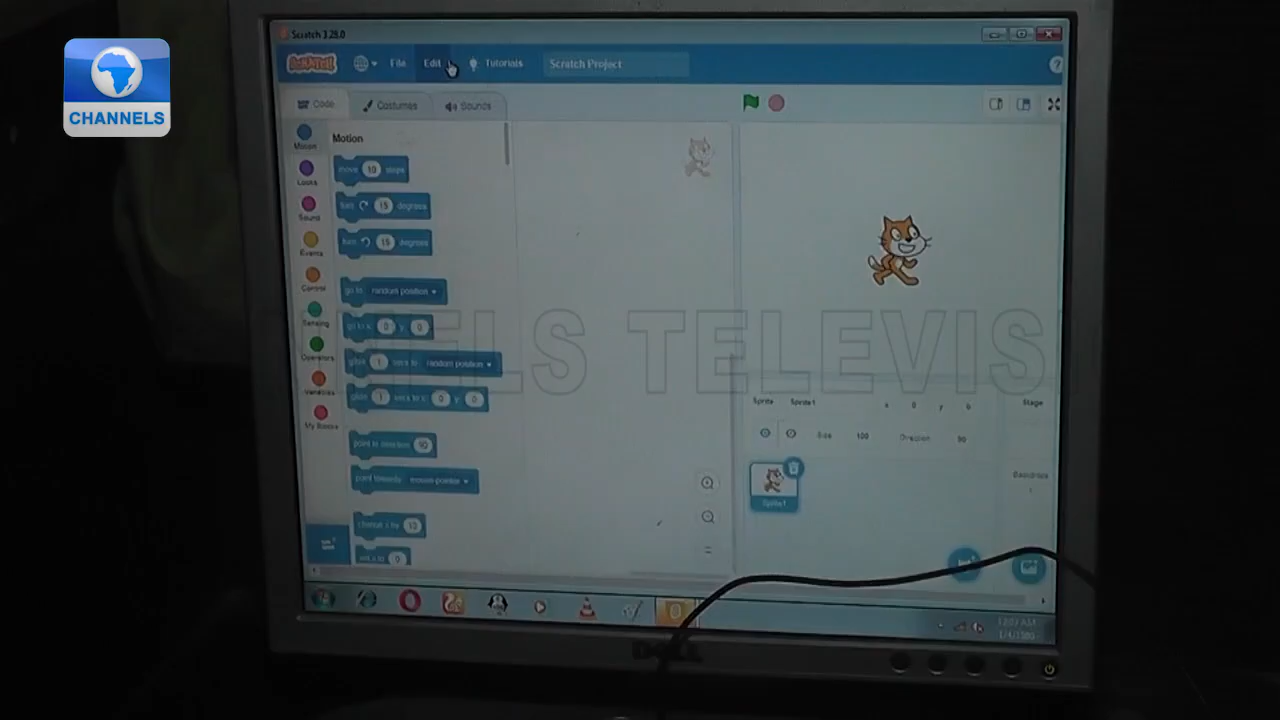 Scratch 3.28.0
CHANNELS
SCRATCH
File
Edit
Tutorials
Scratch Project
?
Code
Costumes
Sounds
Motion
Motion
move 10 steps
Looks
turn 15 degrees
Sound
turn 15 degrees
Events
Control
go to random position
Sensing
go to x: 0 y: 0
Operators
glide 1 secs to random position
NELS TELEVIS
Variables
glide 1 secs to x: 0 y: 0
My Blocks
Sprite Sprite1
x 0 y 0
Stage
point in direction 90
Size 100 Direction 90
point towards mouse-pointer
Backdrops
1
Sprite1
change x by 10
set x to 0
DELL